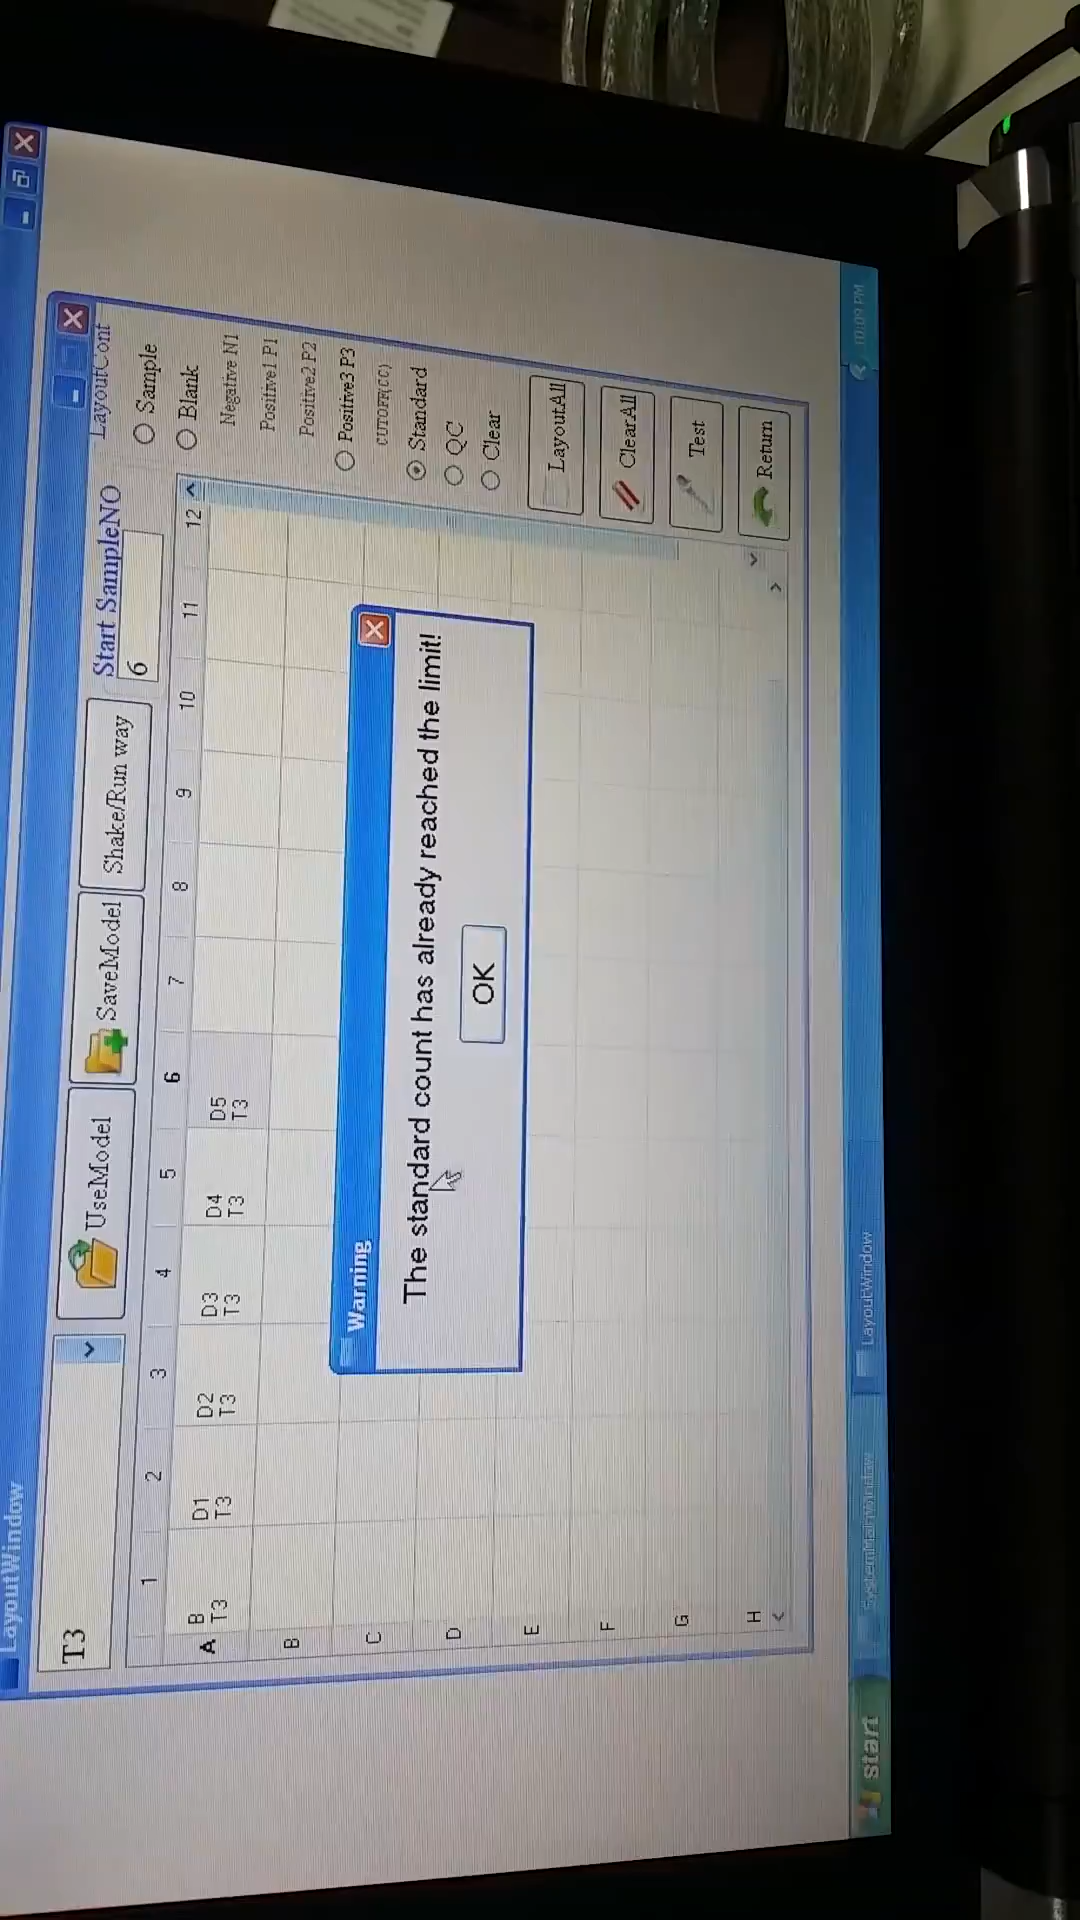 LayoutWindow
T3
UseModel
SaveModel
Shake/Run way
Start SampleNO
6
LayoutCont
Sample
Blank
Negative N1
Positive1 P1
Positive2 P2
Positive3 P3
CUTOFF(CC)
Standard
QC
Clear
LayoutAll
ClearAll
Test
Return
1 2 3 4 5 6 7 8 9 10 11 12
A B D1 D2 D3 D4 D5
T3 T3 T3 T3 T3 T3
B
C
D
E
F
G
H
Warning
The standard count has already reached the limit!
OK
start
SystemMainWindow
LayoutWindow